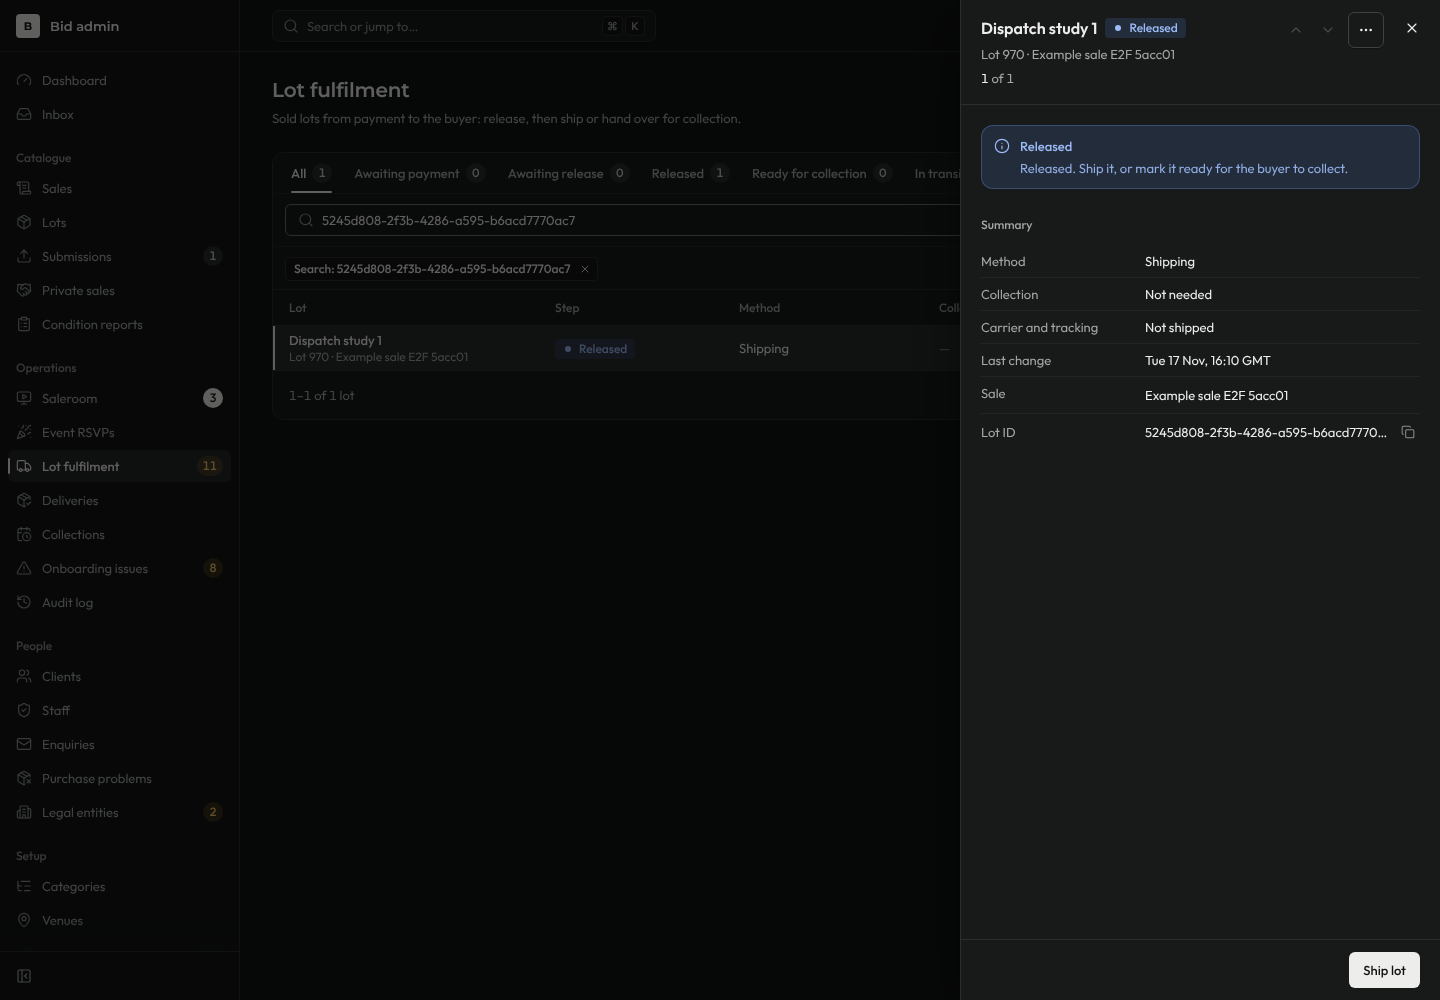 B Bid admin
Search or jump to...
⌘ K
Dashboard
Inbox
Catalogue
Sales
Lots
Submissions 1
Private sales
Condition reports
Operations
Saleroom 3
Event RSVPs
Lot fulfilment 11
Deliveries
Collections
Onboarding issues 8
Audit log
People
Clients
Staff
Enquiries
Purchase problems
Legal entities 2
Setup
Categories
Venues
Lot fulfilment
Sold lots from payment to the buyer: release, then ship or hand over for collection.
All 1 Awaiting payment 0 Awaiting release 0 Released 1 Ready for collection 0 In transi
5245d808-2f3b-4286-a595-b6acd7770ac7
Search: 5245d808-2f3b-4286-a595-b6acd7770ac7
Lot Step Method Coll
Dispatch study 1
Lot 970 · Example sale E2F 5acc01
Released
Shipping
—
1–1 of 1 lot
Dispatch study 1 Released
Lot 970 · Example sale E2F 5acc01
1 of 1
Released
Released. Ship it, or mark it ready for the buyer to collect.
Summary
Method Shipping
Collection Not needed
Carrier and tracking Not shipped
Last change Tue 17 Nov, 16:10 GMT
Sale Example sale E2F 5acc01
Lot ID 5245d808-2f3b-4286-a595-b6acd7770...
Ship lot